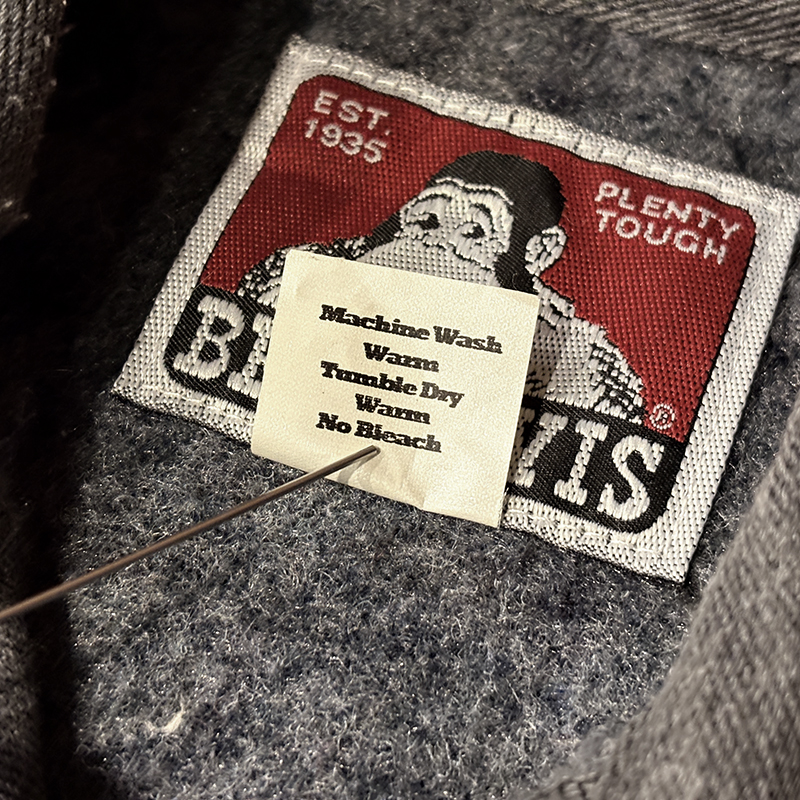 EST.
1935
PLENTY
TOUGH
Machine Wash
Warm
Tumble Dry
Warm
No Bleach
®